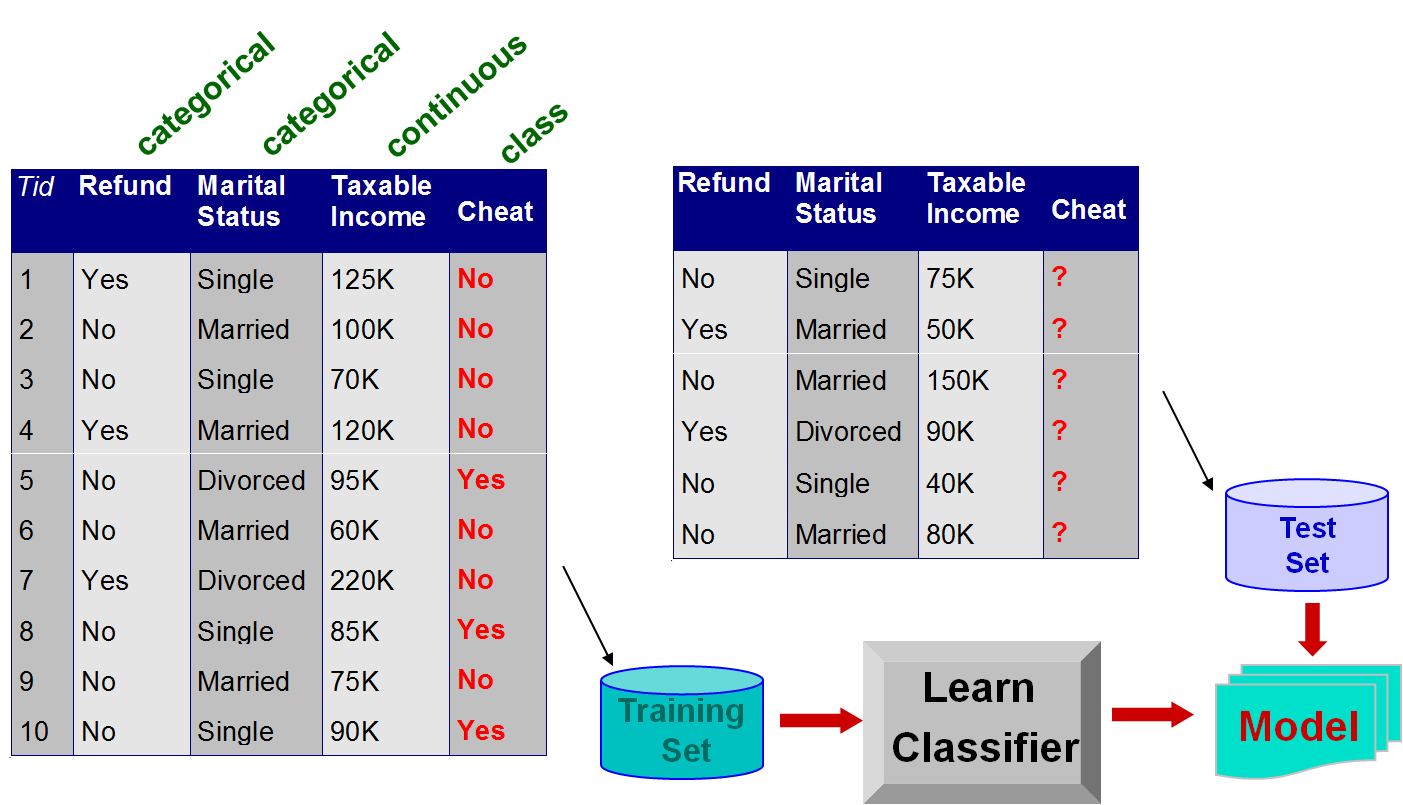 categorical
categorical
continuous
class
Tid Refund Marital Status Taxable Income Cheat
1 Yes Single 125K No
2 No Married 100K No
3 No Single 70K No
4 Yes Married 120K No
5 No Divorced 95K Yes
6 No Married 60K No
7 Yes Divorced 220K No
8 No Single 85K Yes
9 No Married 75K No
10 No Single 90K Yes
Refund Marital Status Taxable Income Cheat
No Single 75K ?
Yes Married 50K ?
No Married 150K ?
Yes Divorced 90K ?
No Single 40K ?
No Married 80K ?
Test
Set
Training
Set
Learn
Classifier
Model